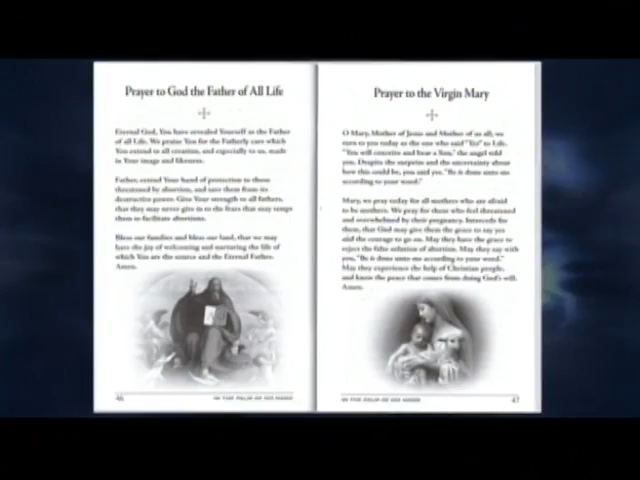 Prayer to God the Father of All Life
Eternal God, You have revealed Yourself as the Father
of all Life. We praise You for the Fatherly care which
You extend to all creation, and especially to us, made
in Your image and likeness.
Father, extend Your hand of protection to those
threatened by abortion, and save them from its
destructive power. Give Your strength to all fathers,
that they may never give in to the fears that may tempt
them to facilitate abortions.
Bless our families and bless our land, that we may
have the joy of welcoming and nurturing the life of
which You are the source and the Eternal Father.
Amen.
46
IN THE PALM OF HIS HAND
Prayer to the Virgin Mary
O Mary, Mother of Jesus and Mother of us all, we
turn to you today as the one who said "Yes" to Life.
"You will conceive and bear a Son," the angel told
you. Despite the surprise and the uncertainty about
how this could be, you said yes. "Be it done unto me
according to your word."
Mary, we pray today for all mothers who are afraid
to be mothers. We pray for those who feel threatened
and overwhelmed by their pregnancy. Intercede for
them, that God may give them the grace to say yes
and the courage to go on. May they have the grace to
reject the false solution of abortion. May they say with
you, "Be it done unto me according to your word."
May they experience the help of Christian people,
and know the peace that comes from doing God's will.
Amen.
IN THE PALM OF HIS HAND
47